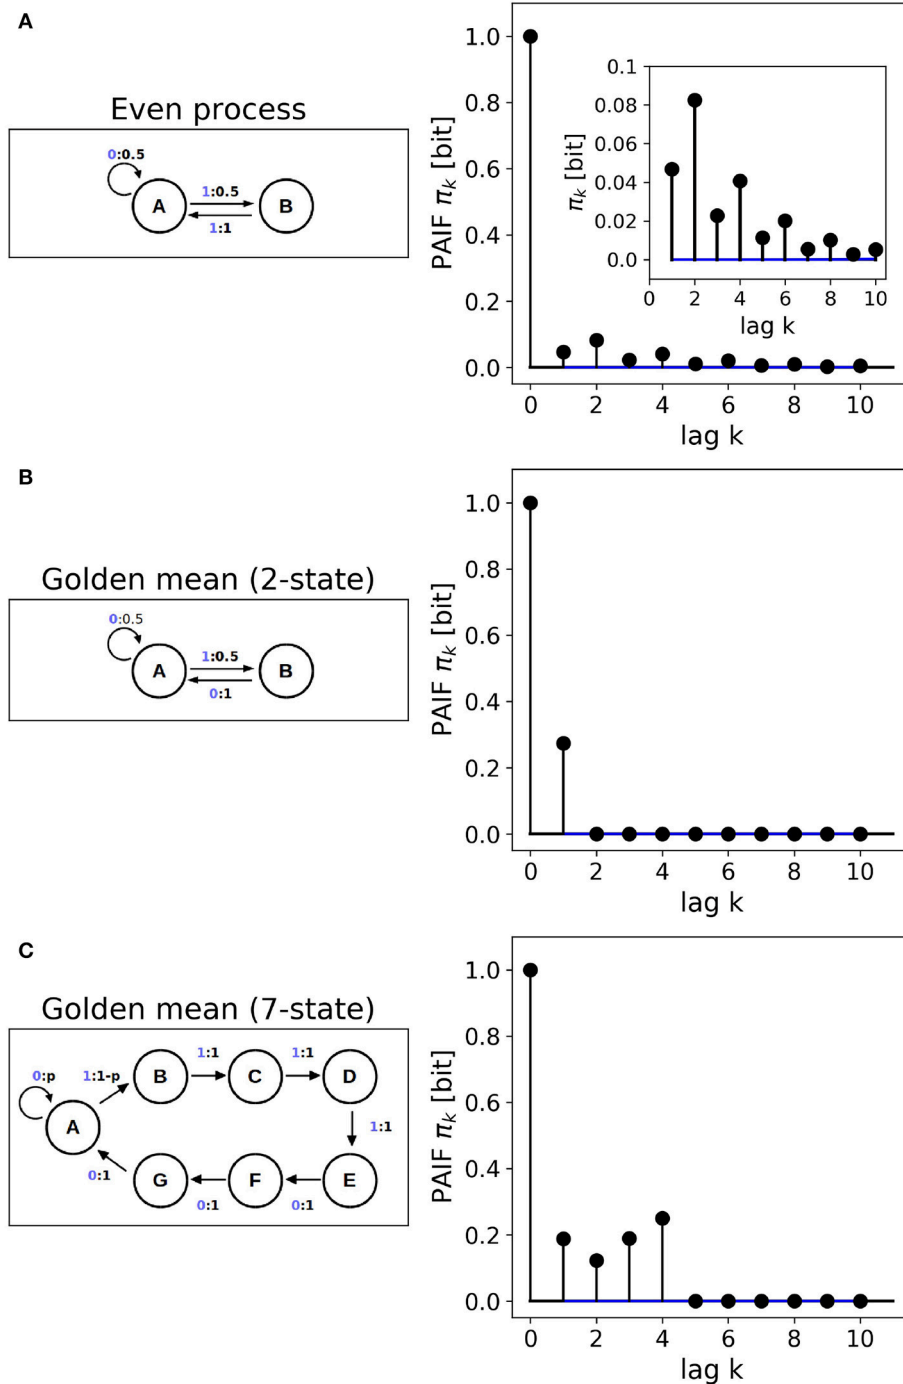 A
Even process
0:0.5
A
1:0.5
1:1
B
PAIF πk [bit]
1.0
0.8
0.6
0.4
0.2
0.0
0 2 4 6 8 10
lag k
πk [bit]
0.1
0.08
0.06
0.04
0.02
0.0
0 2 4 6 8 10
lag k
B
Golden mean (2-state)
0:0.5
A
1:0.5
0:1
B
PAIF πk [bit]
1.0
0.8
0.6
0.4
0.2
0.0
0 2 4 6 8 10
lag k
C
Golden mean (7-state)
0:p
1:1-p
B
1:1
C
1:1
D
A
1:1
0:1
G
0:1
F
0:1
E
PAIF πk [bit]
1.0
0.8
0.6
0.4
0.2
0.0
0 2 4 6 8 10
lag k